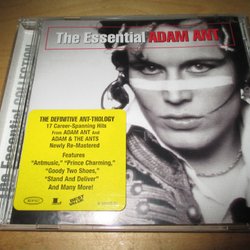 The Essential ADAM ANT
The Essential COLLECTION
THE DEFINITIVE ANT-THOLOGY
17 Career-Spanning Hits
From ADAM ANT And
ADAM & THE ANTS
Newly Re-Mastered
Features
"Antmusic," "Prince Charming,"
"Goody Two Shoes,"
"Stand And Deliver"
And Many More!
epic